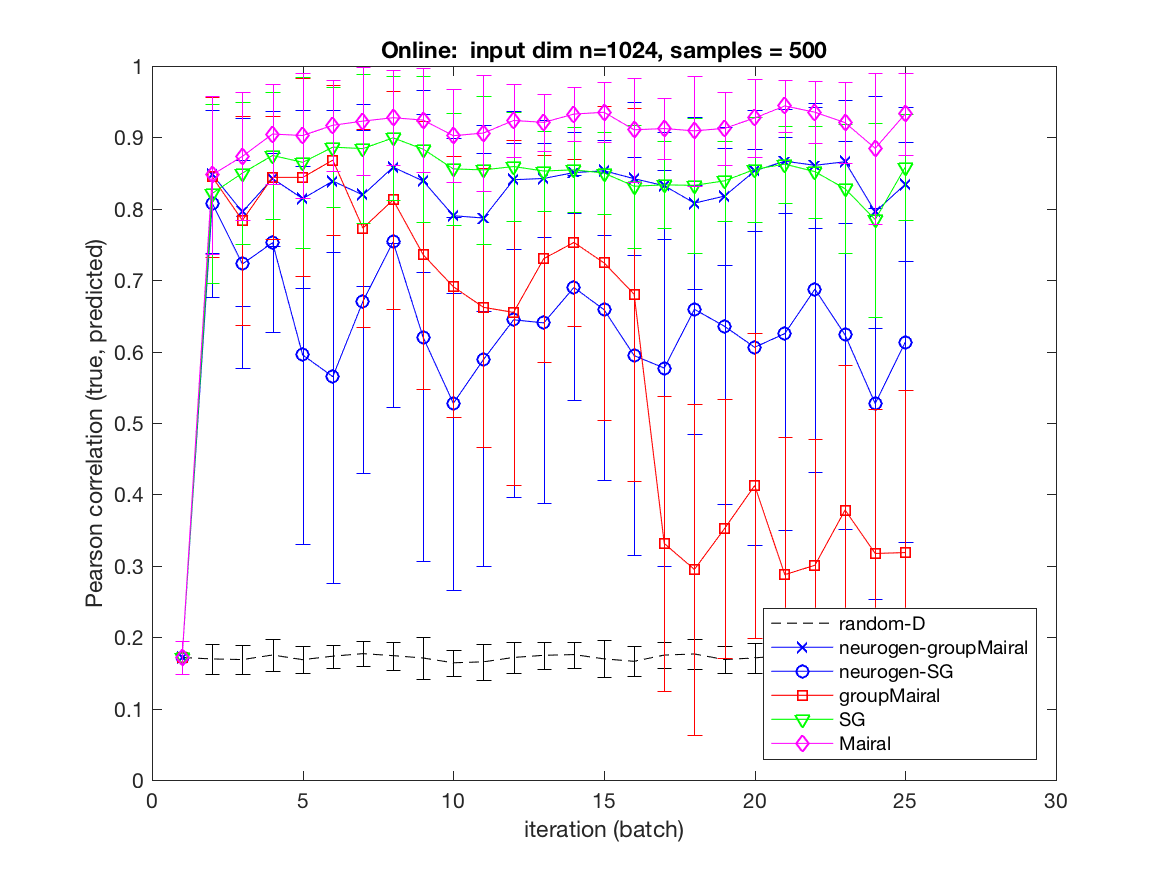 Online:  input dim n=1024, samples = 500
Pearson correlation (true, predicted)
1
0.9
0.8
0.7
0.6
0.5
0.4
0.3
0.2
0.1
0
0 5 10 15 20 25 30
iteration (batch)
random-D
neurogen-groupMairal
neurogen-SG
groupMairal
SG
Mairal